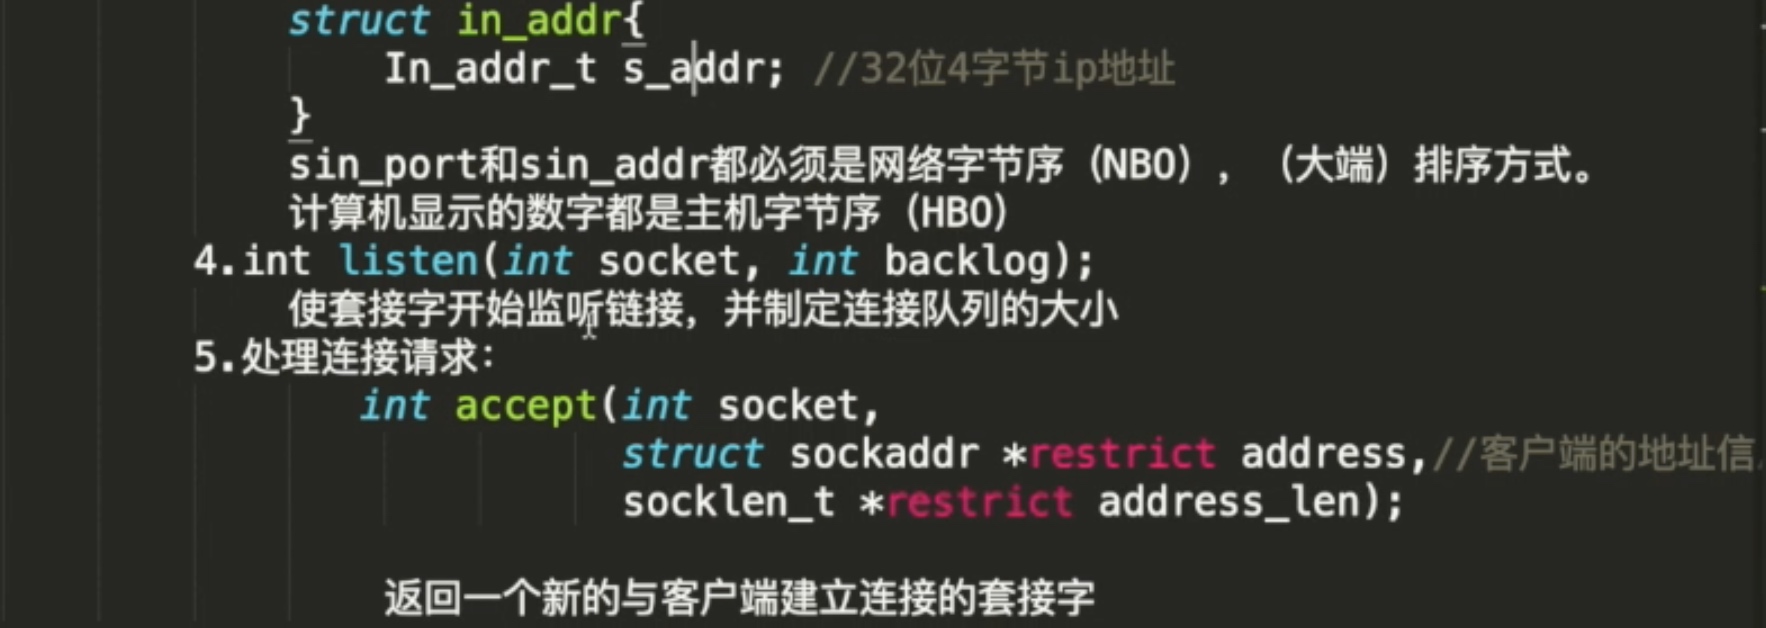 struct in_addr{
In_addr_t s_addr; //32位4字节ip地址
}
sin_port和sin_addr都必须是网络字节序（NBO），（大端）排序方式。
计算机显示的数字都是主机字节序（HBO）
4.int listen(int socket, int backlog);
使套接字开始监听链接，并制定连接队列的大小
5.处理连接请求：
int accept(int socket,
struct sockaddr *restrict address,//客户端的地址信
socklen_t *restrict address_len);
返回一个新的与客户端建立连接的套接字